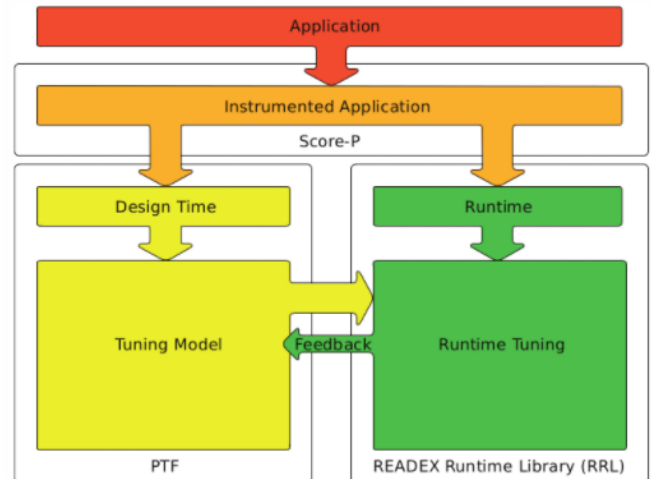 Application
Instrumented Application
Score-P
Design Time
Runtime
Tuning Model
Feedback
Runtime Tuning
PTF
READEX Runtime Library (RRL)